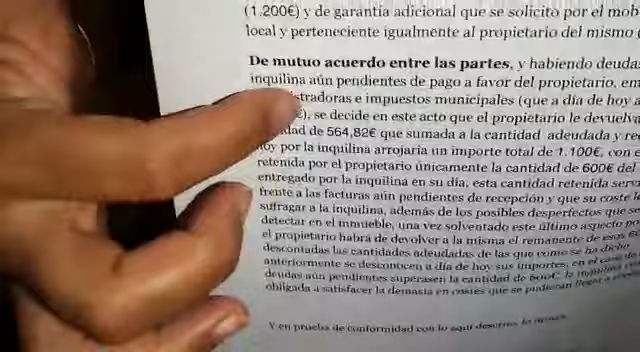 (1.200€) y de garantía adicional que se solicito por el mob
local y perteneciente igualmente al propietario del mismo
De mutuo acuerdo entre las partes, y habiendo deudas
inquilina aún pendientes de pago a favor del propietario, em
stradoras e impuestos municipales (que a día de hoy a
€), se decide en este acto que el propietario le devuelva
dad de 564,82€ que sumada a la cantidad adeudada y re
hoy por la inquilina arrojaría un importe total de 1.100€, con e
retenida por el propietario únicamente la cantidad de 600€ del
entregado por la inquilina en su día, esta cantidad retenida serv
frente a las facturas aún pendientes de recepción y que su coste
sufragar a la inquilina, además de los posibles desperfectos que se
detectar en el inmueble, una vez solventado este último aspecto po
el propietario habrá de devolver a la misma el remanente de esos 60
descontadas las cantidades adeudadas de las que como se ha dicho
anteriormente se desconocen a día de hoy sus importes, en el caso de
deudas aún pendientes superasen la cantidad de 600€, la inquilina
obligada a satisfacer la demasía en costes que se pudieran llegar a
Y en prueba de conformidad con lo aquí descrito, lo firman